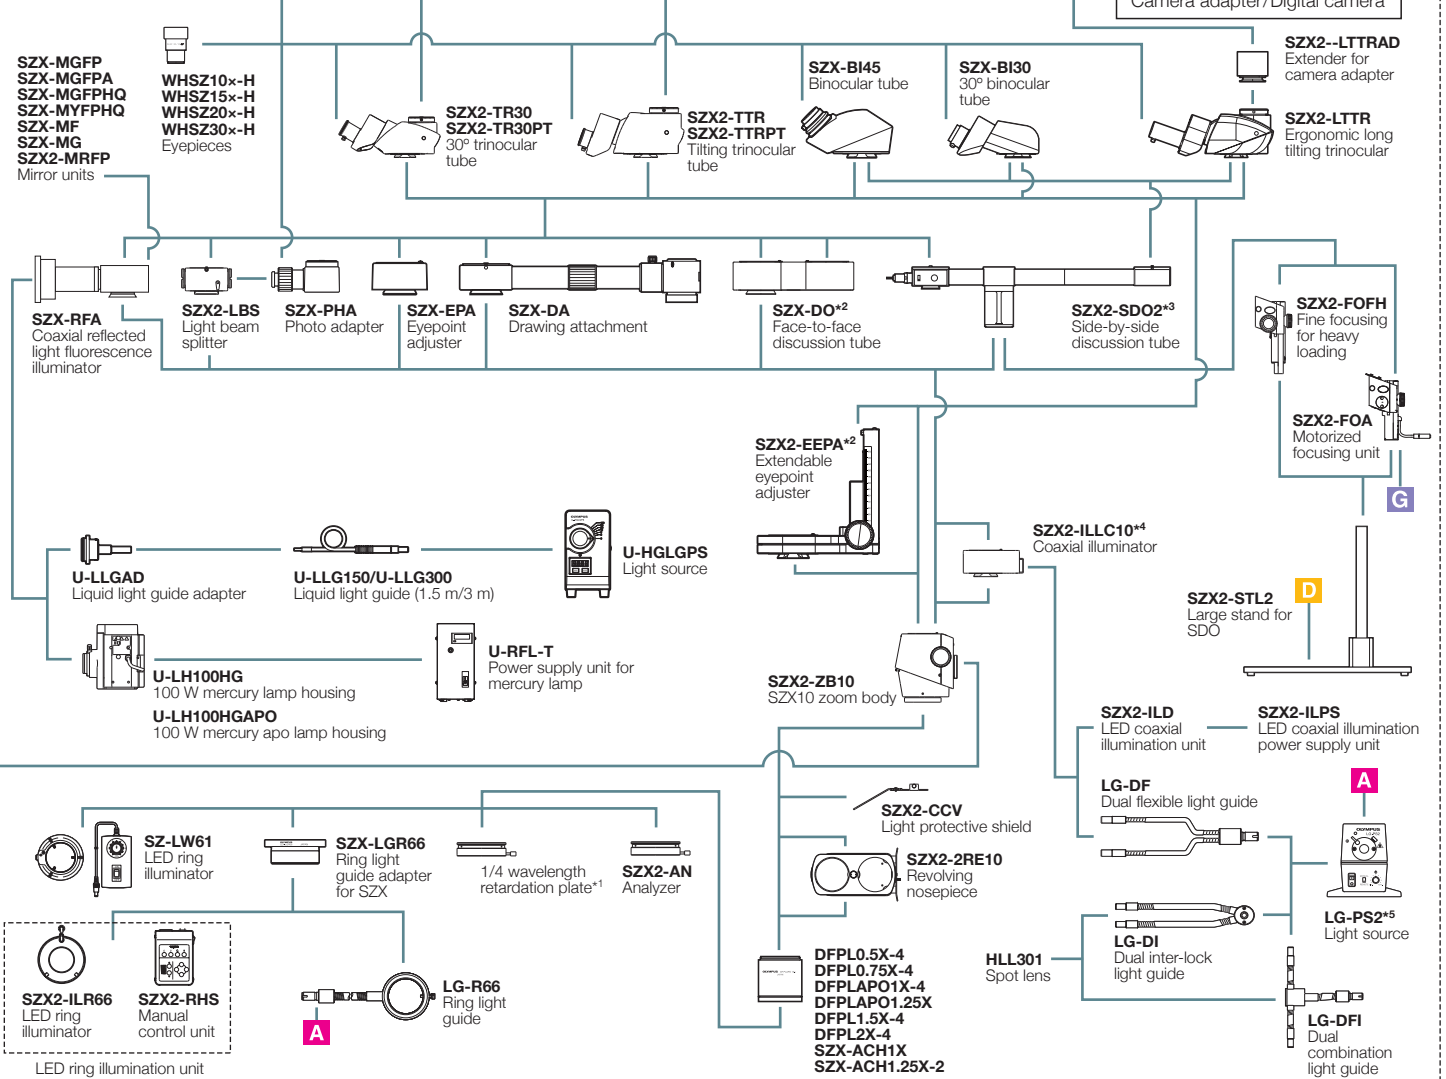 Camera adapter/Digital camera
SZX-MGFP
SZX-MGFPA
SZX-MGFPHQ
SZX-MYFPHQ
SZX-MF
SZX-MG
SZX2-MRFP
Mirror units
WHSZ10×-H
WHSZ15×-H
WHSZ20×-H
WHSZ30×-H
Eyepieces
SZX2-TR30
SZX2-TR30PT
30º trinocular
tube
SZX2-TTR
SZX2-TTRPT
Tilting trinocular
tube
SZX-BI45
Binocular tube
SZX-BI30
30º binocular
tube
SZX2--LTTRAD
Extender for
camera adapter
SZX2-LTTR
Ergonomic long
tilting trinocular
SZX-RFA
Coaxial reflected
light fluorescence
illuminator
SZX2-LBS
Light beam
splitter
SZX-PHA
Photo adapter
SZX-EPA
Eyepoint
adjuster
SZX-DA
Drawing attachment
SZX-DO*2
Face-to-face
discussion tube
SZX2-SDO2*3
Side-by-side
discussion tube
SZX2-FOFH
Fine focusing
for heavy
loading
SZX2-FOA
Motorized
focusing unit
G
SZX2-EEPA*2
Extendable
eyepoint
adjuster
SZX2-ILLC10*4
Coaxial illuminator
U-LLGAD
Liquid light guide adapter
U-LLG150/U-LLG300
Liquid light guide (1.5 m/3 m)
OLYMPUS
U-HGLGPS
Light source
SZX2-STL2
Large stand for
SDO
D
U-LH100HG
100 W mercury lamp housing
U-LH100HGAPO
100 W mercury apo lamp housing
U-RFL-T
Power supply unit for
mercury lamp
SZX2-ZB10
SZX10 zoom body
SZX2-ILD
LED coaxial
illumination unit
SZX2-ILPS
LED coaxial illumination
power supply unit
LG-DF
Dual flexible light guide
A
OLYMPUS
LG-PS2*5
Light source
SZX2-CCV
Light protective shield
SZX2-2RE10
Revolving
nosepiece
SZ-LW61
LED ring
illuminator
SZX-LGR66
Ring light
guide adapter
for SZX
1/4 wavelength
retardation plate*1
SZX2-AN
Analyzer
LG-DI
Dual inter-lock
light guide
HLL301
Spot lens
LG-DFI
Dual
combination
light guide
SZX2-ILR66
LED ring
illuminator
SZX2-RHS
Manual
control unit
LED ring illumination unit
A
LG-R66
Ring light
guide
OLYMPUS
DFPL0.5X-4
DFPL0.75X-4
DFPLAPO1X-4
DFPLAPO1.25X
DFPL1.5X-4
DFPL2X-4
SZX-ACH1X
SZX-ACH1.25X-2